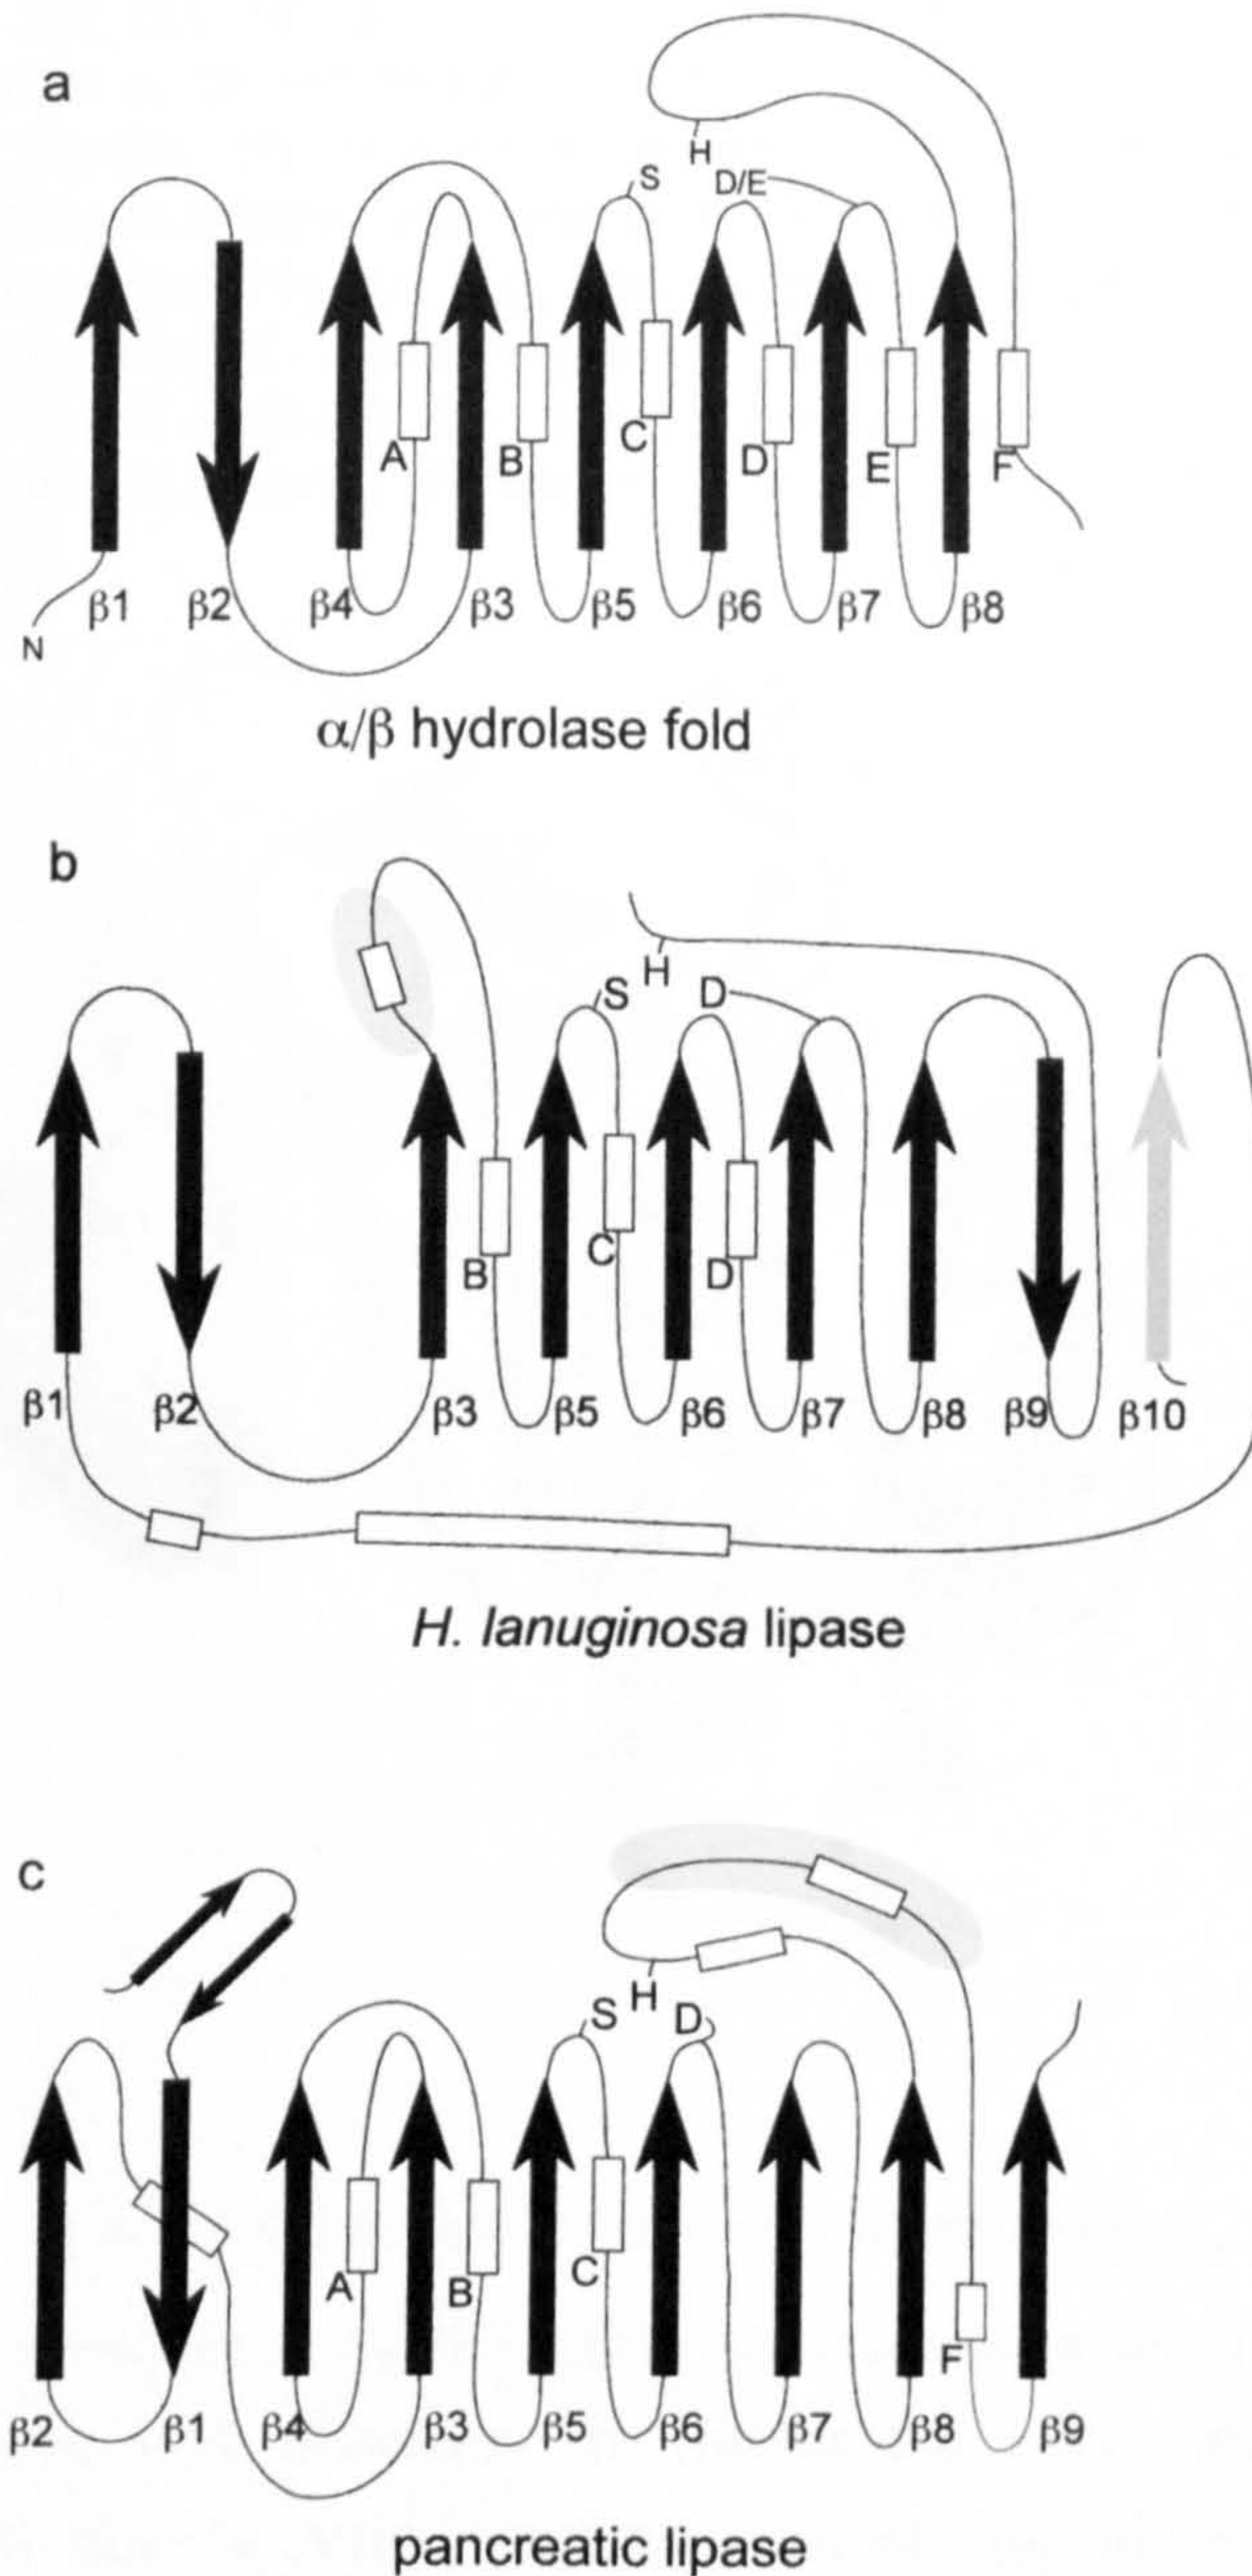 a
H
S D/E
A B C D E F
β1 β2 β4 β3 β5 β6 β7 β8
N
α/β hydrolase fold
b
S H D
B C D
β1 β2 β3 β5 β6 β7 β8 β9 β10
H. lanuginosa lipase
c
S H D
A B C F
β2 β1 β4 β3 β5 β6 β7 β8 β9
pancreatic lipase